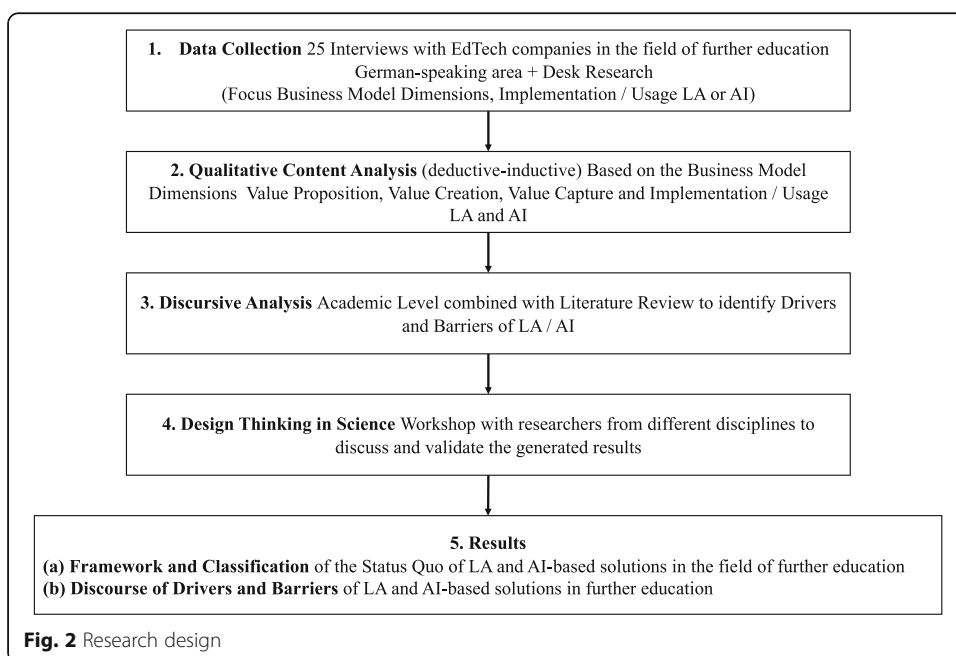 1. Data Collection 25 Interviews with EdTech companies in the field of further education
German-speaking area + Desk Research
(Focus Business Model Dimensions, Implementation / Usage LA or AI)
2. Qualitative Content Analysis (deductive-inductive) Based on the Business Model
Dimensions Value Proposition, Value Creation, Value Capture and Implementation / Usage
LA and AI
3. Discursive Analysis Academic Level combined with Literature Review to identify Drivers
and Barriers of LA / AI
4. Design Thinking in Science Workshop with researchers from different disciplines to
discuss and validate the generated results
5. Results
(a) Framework and Classification of the Status Quo of LA and AI-based solutions in the field of further education
(b) Discourse of Drivers and Barriers of LA and AI-based solutions in further education
Fig. 2 Research design